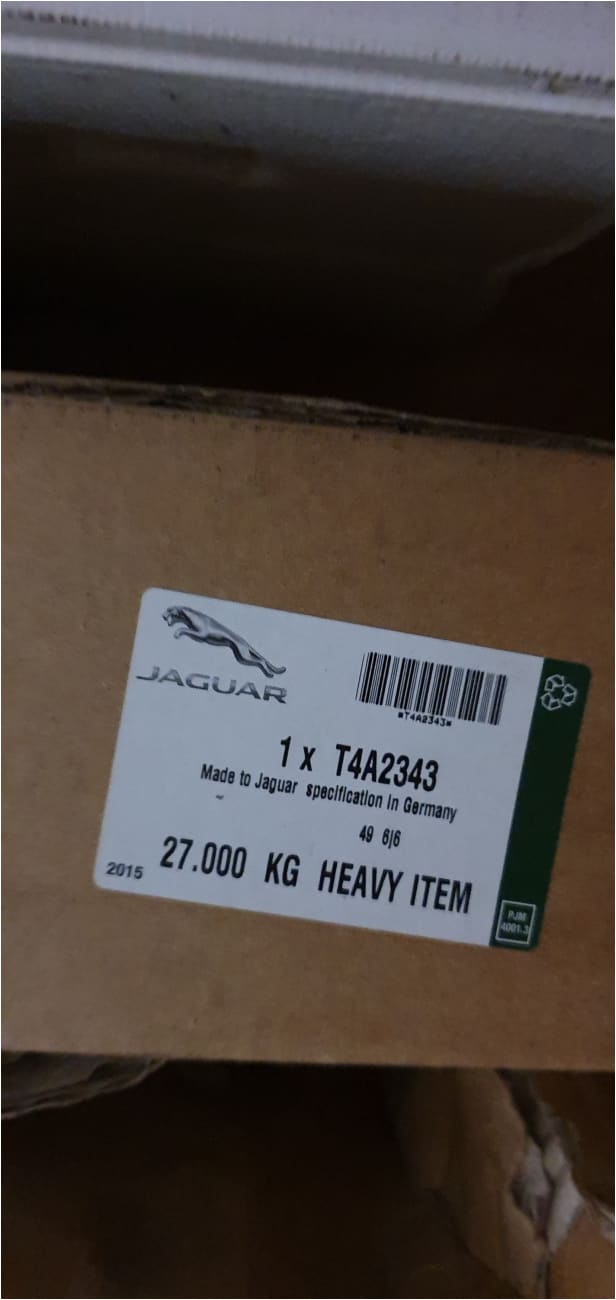 JAGUAR
*T4A2343*
1 x T4A2343
Made to Jaguar specification in Germany
49 6|6
2015 27.000 KG HEAVY ITEM
PJM
4001.3